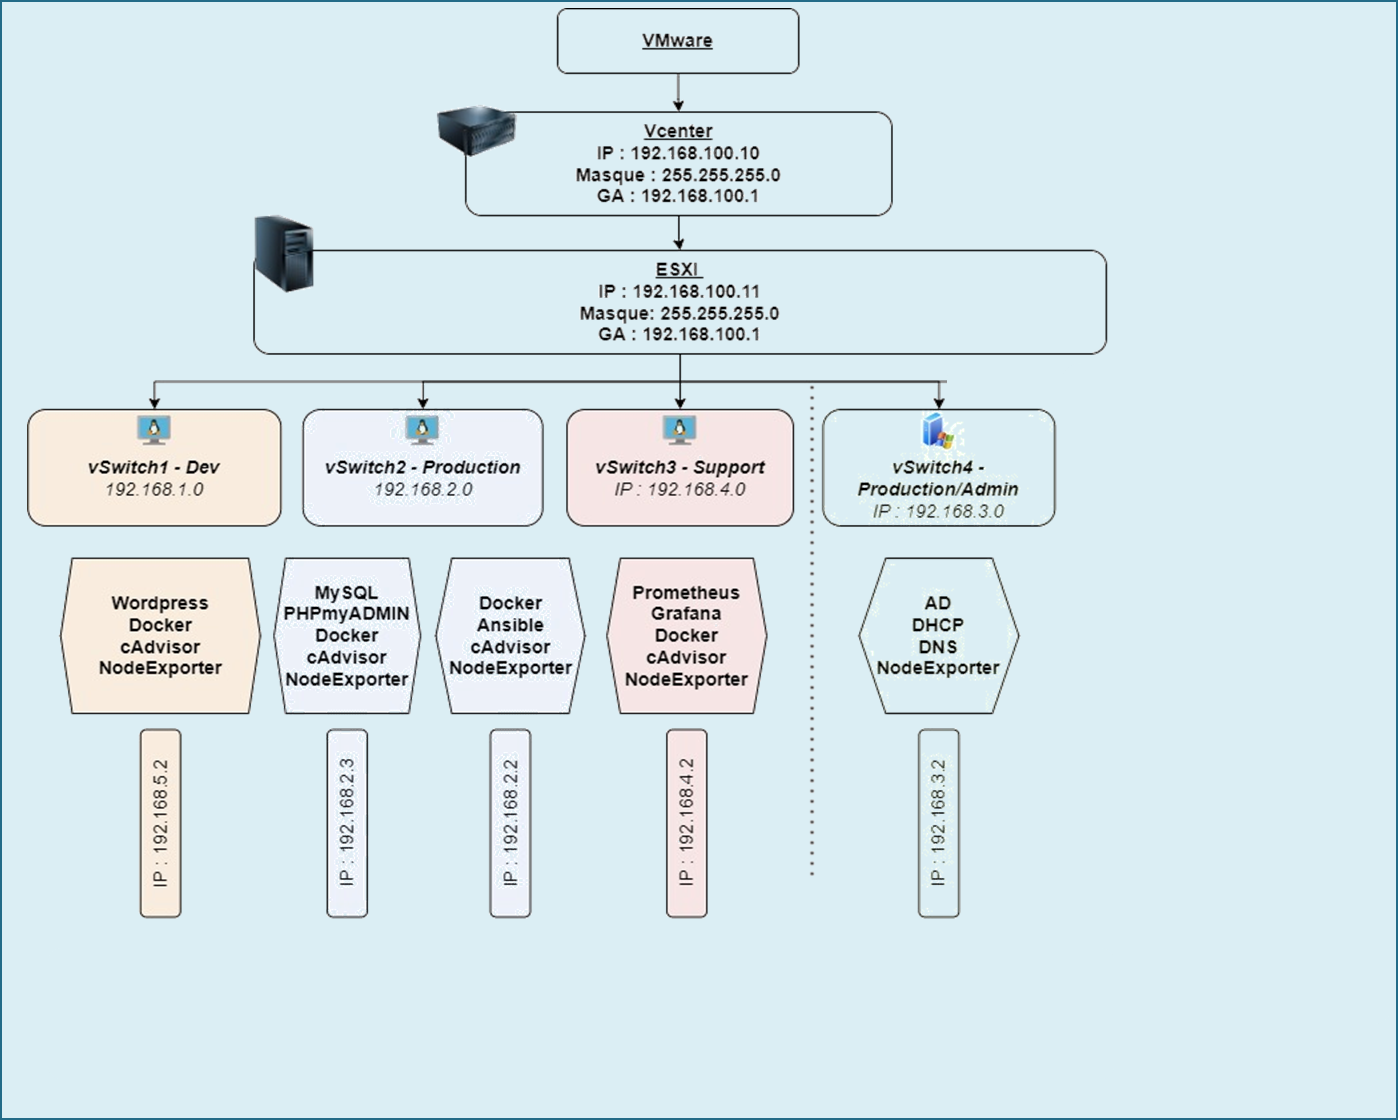 VMware
Vcenter
IP : 192.168.100.10
Masque : 255.255.255.0
GA : 192.168.100.1
ESXI
IP : 192.168.100.11
Masque: 255.255.255.0
GA : 192.168.100.1
vSwitch1 - Dev
192.168.1.0
vSwitch2 - Production
192.168.2.0
vSwitch3 - Support
IP : 192.168.4.0
vSwitch4 -
Production/Admin
IP : 192.168.3.0
Wordpress
Docker
cAdvisor
NodeExporter
MySQL
PHPmyADMIN
Docker
cAdvisor
NodeExporter
Docker
Ansible
cAdvisor
NodeExporter
Prometheus
Grafana
Docker
cAdvisor
NodeExporter
AD
DHCP
DNS
NodeExporter
IP : 192.168.5.2
IP : 192.168.2.3
IP : 192.168.2.2
IP : 192.168.4.2
IP : 192.168.3.2